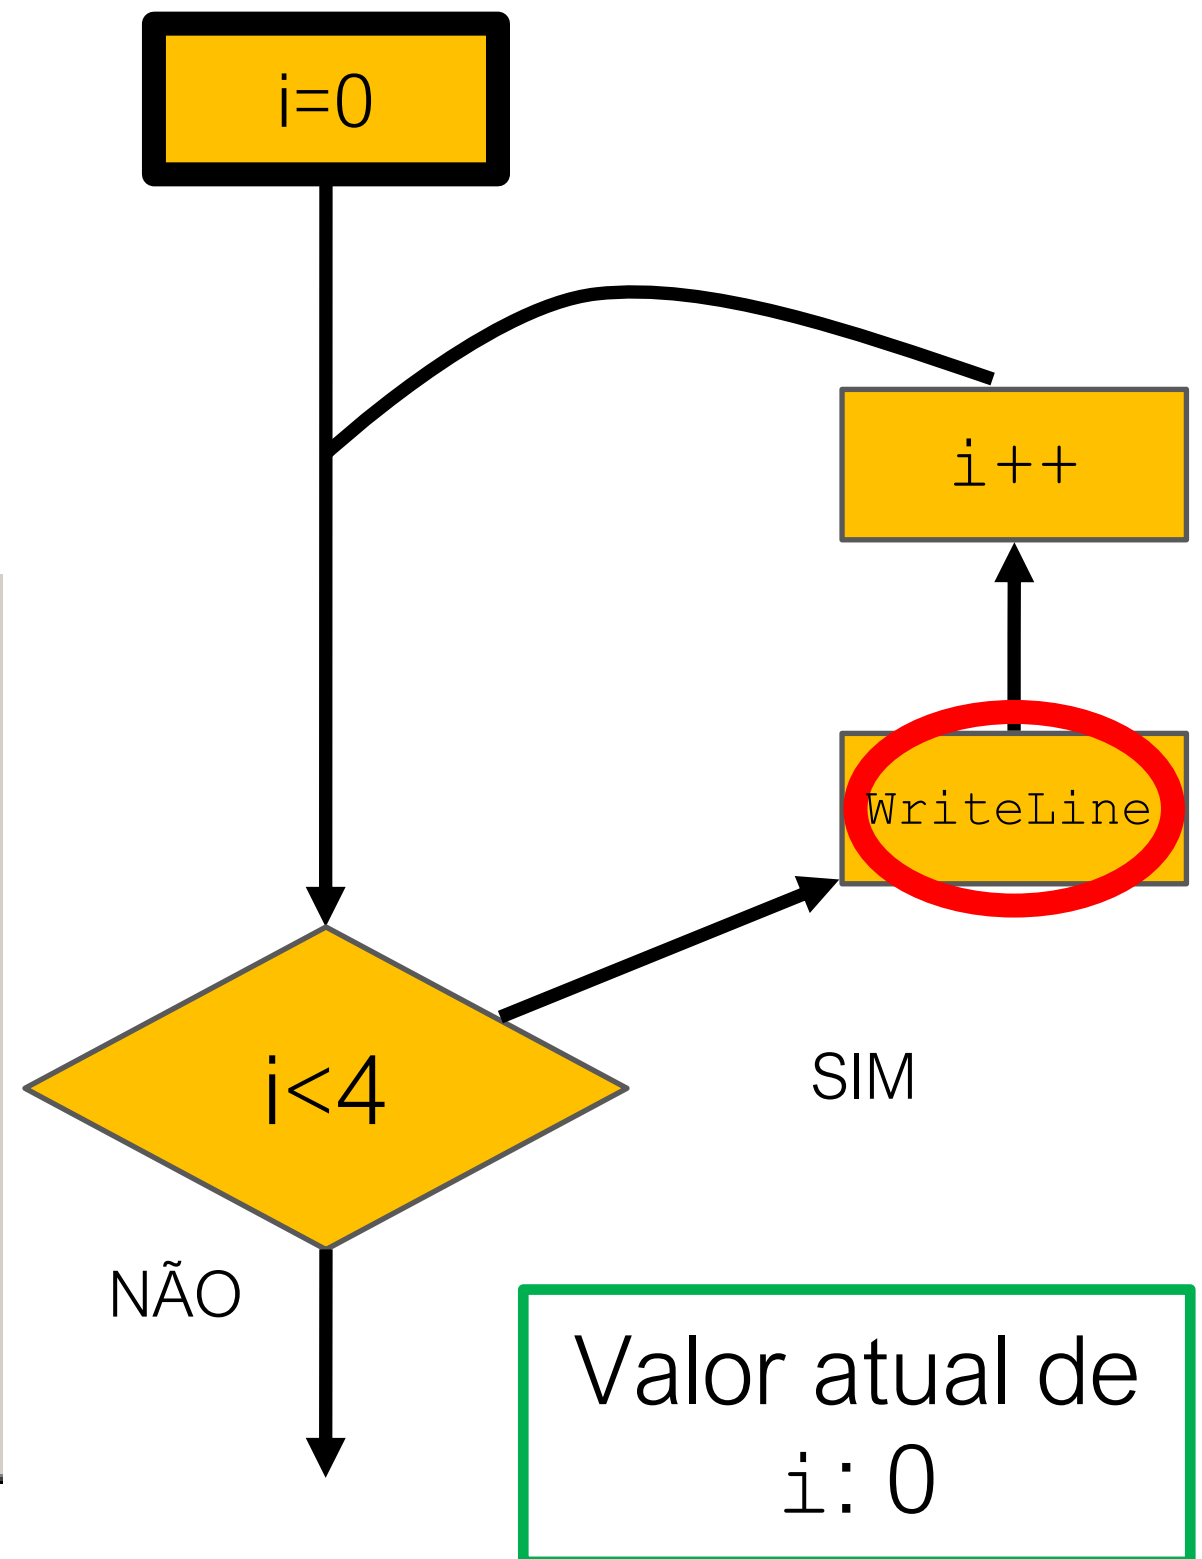 i=0
i++
WriteLine
i<4
SIM
NÃO
Valor atual de
i: 0